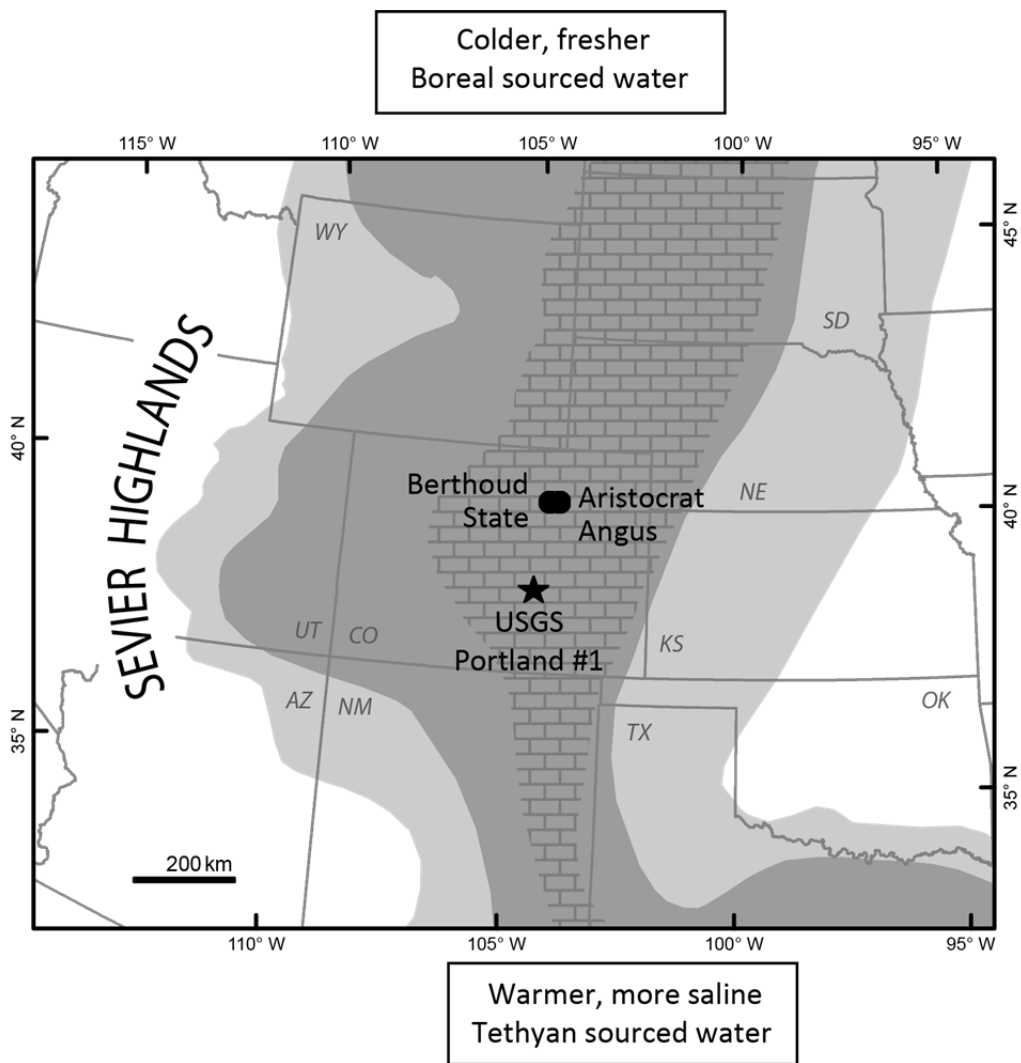 Colder, fresher
Boreal sourced water
115° W
110° W
105° W
100° W
95° W
45° N
WY
SD
SEVIER HIGHLANDS
40° N
Berthoud
State
Aristocrat
Angus
NE
40° N
USGS
Portland #1
UT
CO
KS
AZ
NM
TX
OK
35° N
35° N
200 km
110° W
105° W
100° W
95° W
Warmer, more saline
Tethyan sourced water